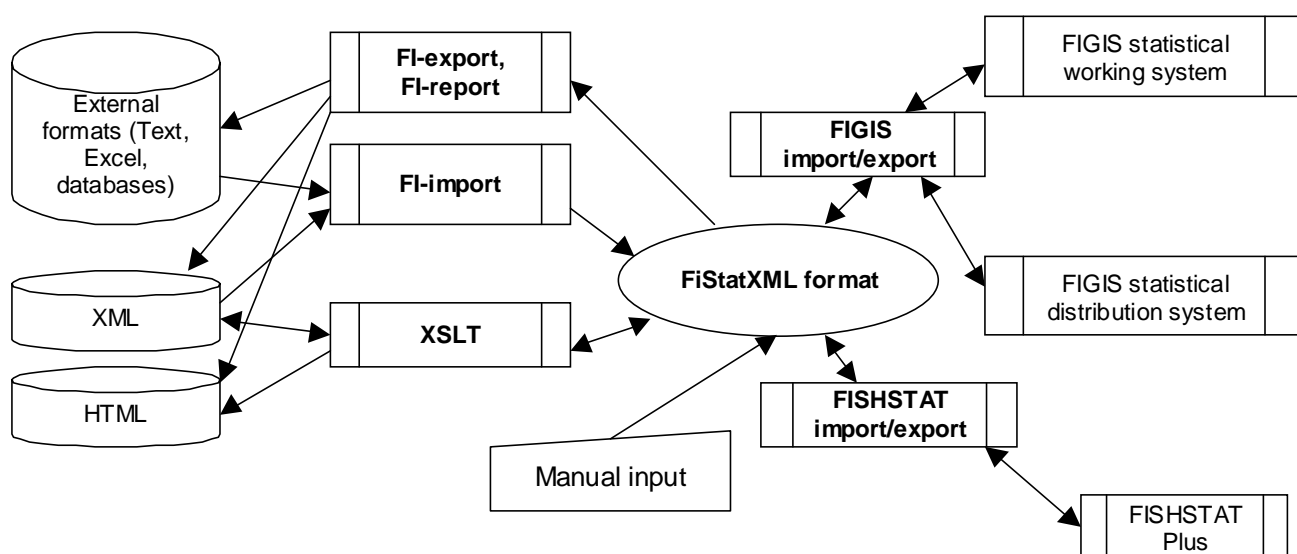 External
formats (Text,
Excel,
databases)
XML
HTML
FI-export,
FI-report
FI-import
XSLT
FiStatXML format
Manual input
FIGIS
import/export
FISHSTAT
import/export
FIGIS statistical
working system
FIGIS statistical
distribution system
FISHSTAT
Plus